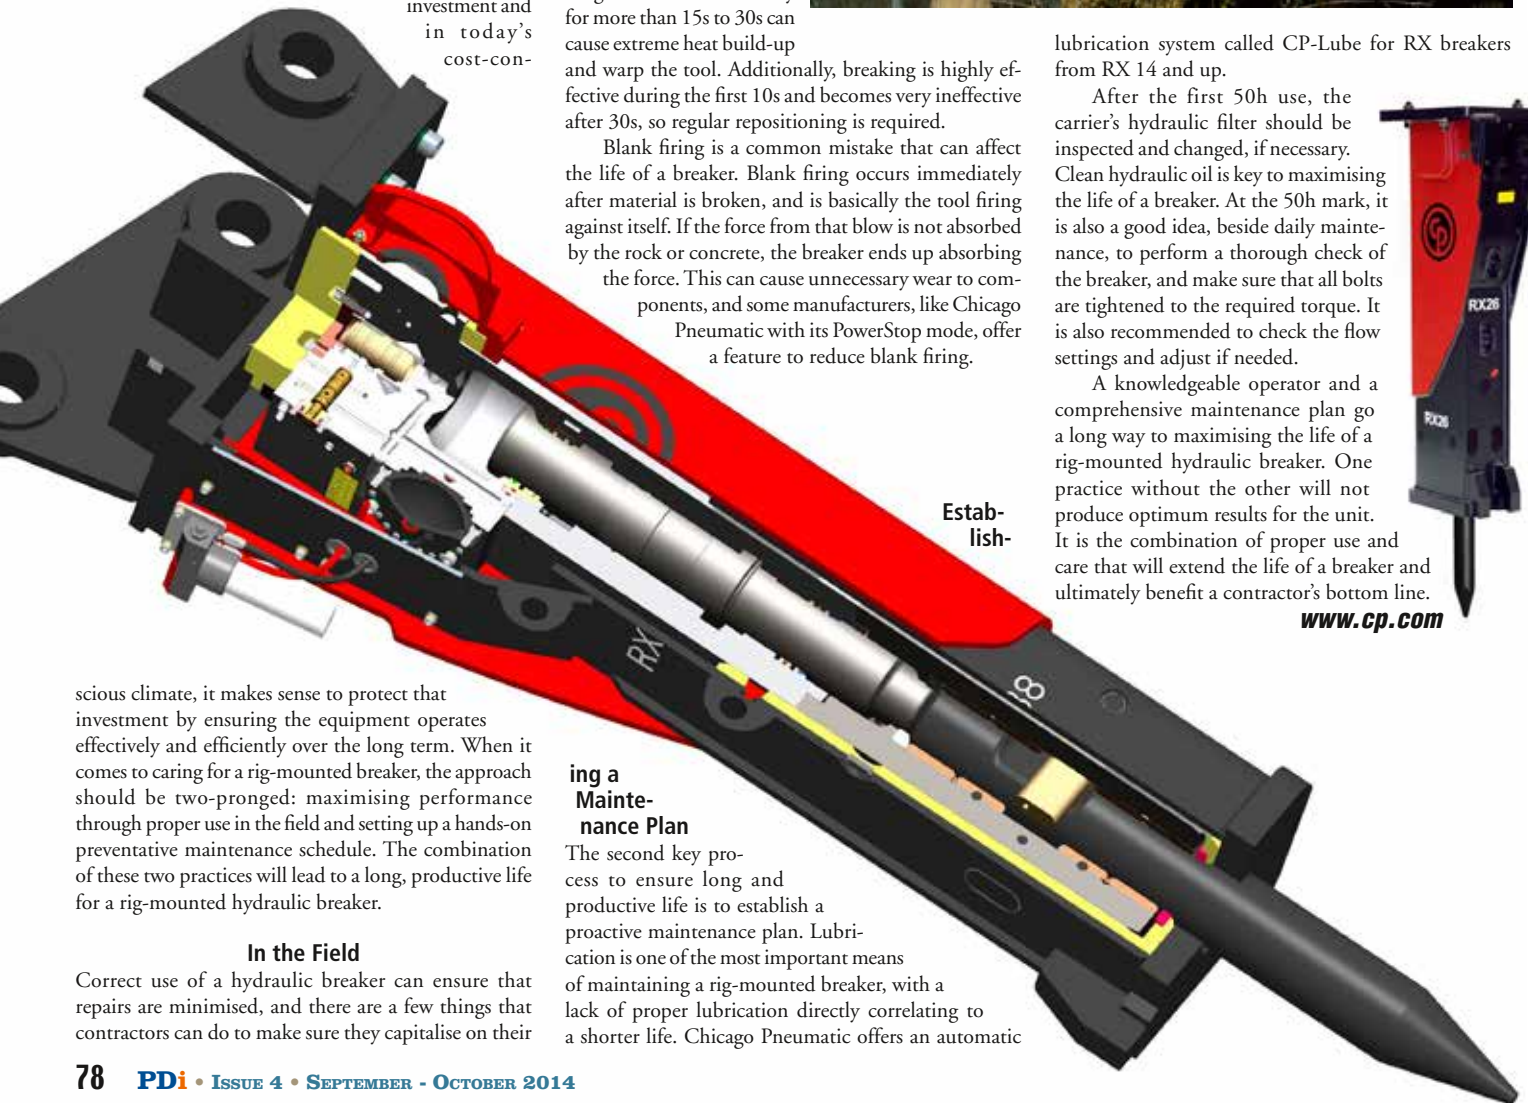 investment and
in today's
cost-con-
scious climate, it makes sense to protect that
investment by ensuring the equipment operates
effectively and efficiently over the long term. When it
comes to caring for a rig-mounted breaker, the approach
should be two-pronged: maximising performance
through proper use in the field and setting up a hands-on
preventative maintenance schedule. The combination
of these two practices will lead to a long, productive life
for a rig-mounted hydraulic breaker.
In the Field
Correct use of a hydraulic breaker can ensure that
repairs are minimised, and there are a few things that
contractors can do to make sure they capitalise on their
for more than 15s to 30s can
cause extreme heat build-up
and warp the tool. Additionally, breaking is highly ef-
fective during the first 10s and becomes very ineffective
after 30s, so regular repositioning is required.
Blank firing is a common mistake that can affect
the life of a breaker. Blank firing occurs immediately
after material is broken, and is basically the tool firing
against itself. If the force from that blow is not absorbed
by the rock or concrete, the breaker ends up absorbing
the force. This can cause unnecessary wear to com-
ponents, and some manufacturers, like Chicago
Pneumatic with its PowerStop mode, offer
a feature to reduce blank firing.
Estab-
lish-
ing a
Mainte-
nance Plan
The second key pro-
cess to ensure long and
productive life is to establish a
proactive maintenance plan. Lubri-
cation is one of the most important means
of maintaining a rig-mounted breaker, with a
lack of proper lubrication directly correlating to
a shorter life. Chicago Pneumatic offers an automatic
lubrication system called CP-Lube for RX breakers
from RX 14 and up.
After the first 50h use, the
carrier's hydraulic filter should be
inspected and changed, if necessary.
Clean hydraulic oil is key to maximising
the life of a breaker. At the 50h mark, it
is also a good idea, beside daily mainte-
nance, to perform a thorough check of
the breaker, and make sure that all bolts
are tightened to the required torque. It
is also recommended to check the flow
settings and adjust if needed.
A knowledgeable operator and a
comprehensive maintenance plan go
a long way to maximising the life of a
rig-mounted hydraulic breaker. One
practice without the other will not
produce optimum results for the unit.
It is the combination of proper use and
care that will extend the life of a breaker and
ultimately benefit a contractor's bottom line.
www.cp.com
RX
8
CP
RX26
RX26
78 PDi • Issue 4 • September - October 2014